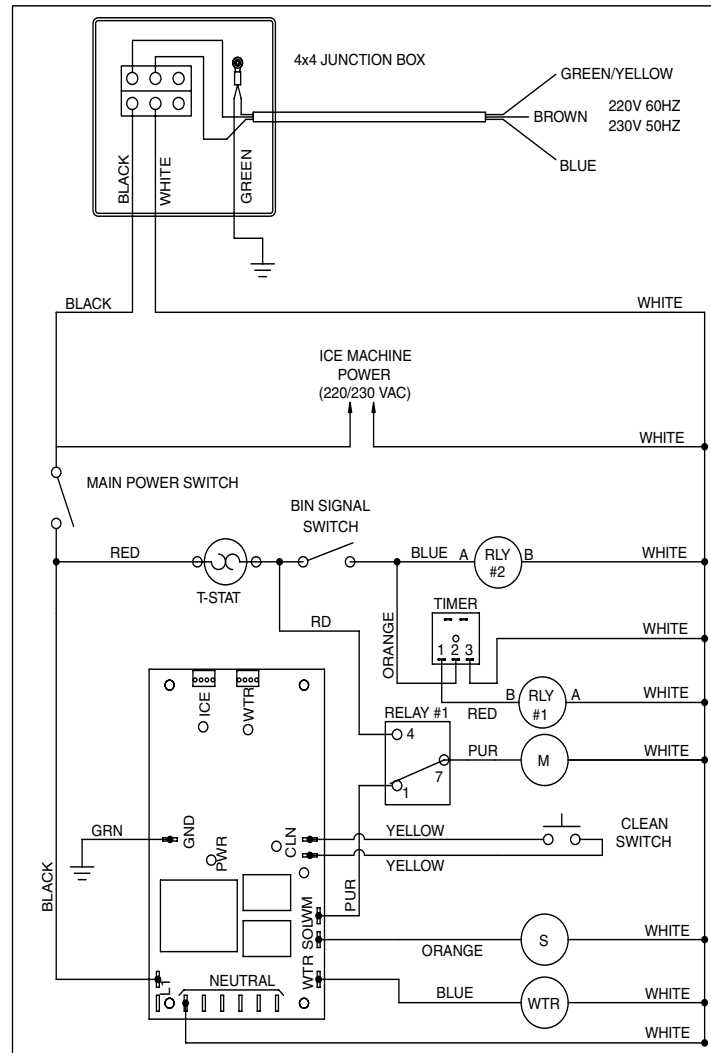 4x4 JUNCTION BOX
GREEN/YELLOW
BROWN
220V 60HZ
230V 50HZ
BLUE
BLACK
WHITE
GREEN
BLACK
WHITE
ICE MACHINE
POWER
(220/230 VAC)
WHITE
MAIN POWER SWITCH
BIN SIGNAL
SWITCH
RED
T-STAT
BLUE
A
RLY
#2
B
WHITE
RD
ORANGE
TIMER
1 2 3
WHITE
ICE
WTR
RELAY #1
4
7
1
RED
B
RLY
#1
A
WHITE
PUR
M
WHITE
GRN
GND
PWR
CLN
YELLOW
YELLOW
CLEAN
SWITCH
BLACK
PUR
WM
SOL
WTR
ORANGE
S
WHITE
L1
NEUTRAL
BLUE
WTR
WHITE
WHITE